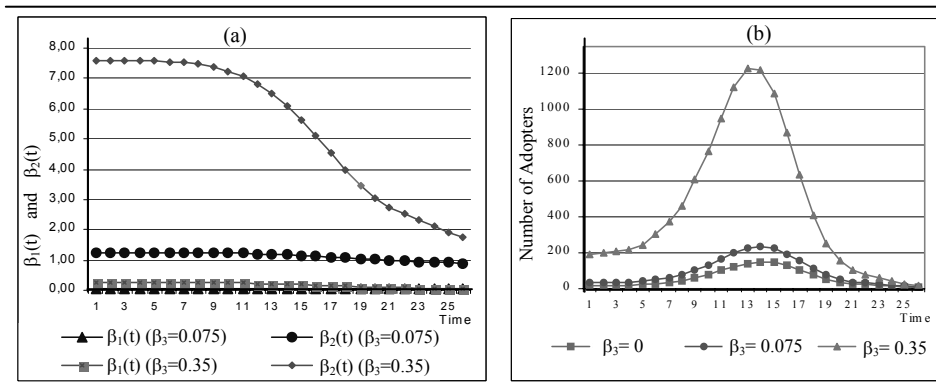 (a)
8,00
7,00
6,00
5,00
4,00
3,00
2,00
1,00
0,00
β₁(t) and β₂(t)
1 3 5 7 9 11 13 15 17 19 21 23 25
Time
β₁(t) (β₃=0.075) β₂(t) (β₃=0.075)
β₁(t) (β₃=0.35) β₂(t) (β₃=0.35)
(b)
1200
1000
800
600
400
200
0
Number of Adopters
1 3 5 7 9 11 13 15 17 19 21 23 25
Time
β₃= 0 β₃= 0.075 β₃= 0.35